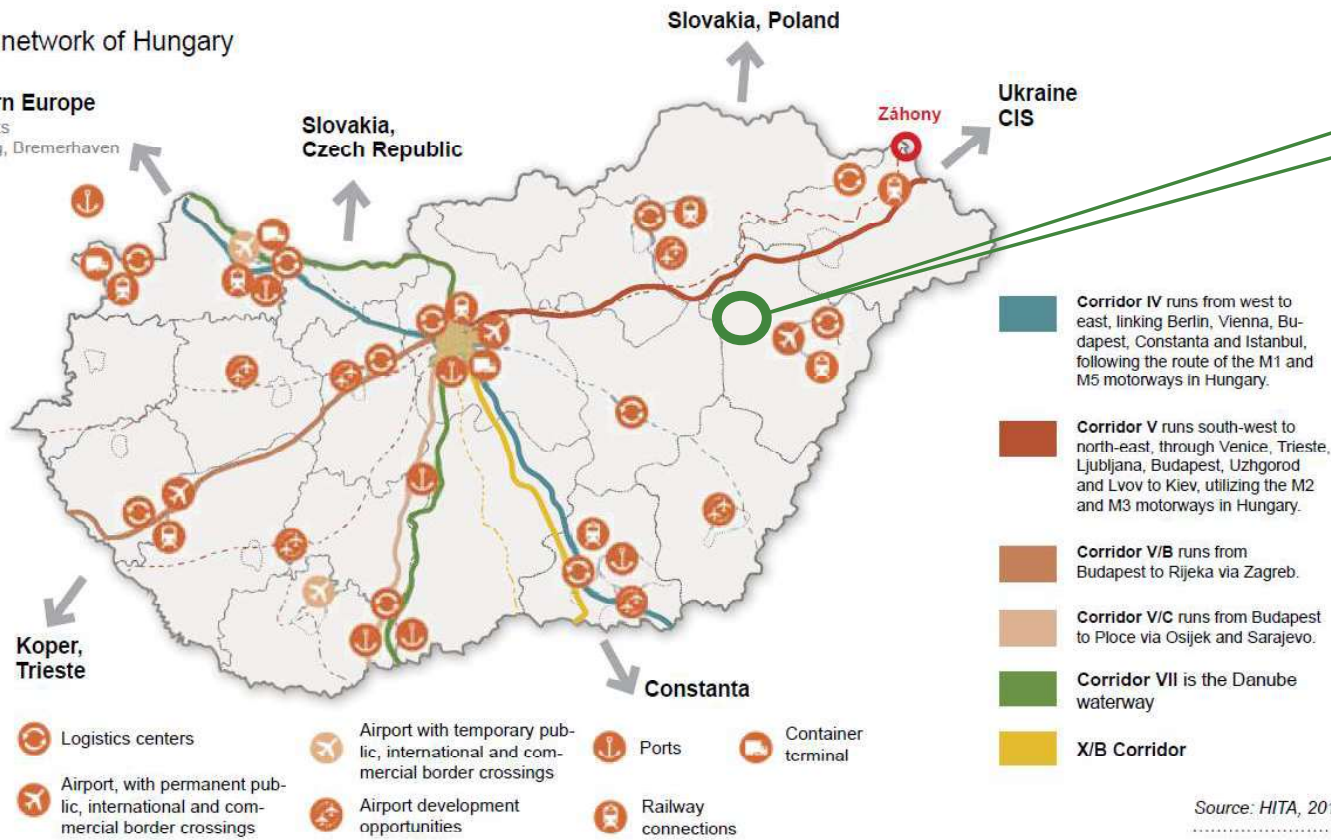 network of Hungary
Slovakia, Poland
Europe
Dremerhaven
Slovakia,
Czech Republic
Záhony
Ukraine
CIS
Corridor IV runs from west to
east, linking Berlin, Vienna, Bu-
dapest, Constanta and Istanbul,
following the route of the M1 and
M5 motorways in Hungary.
Corridor V runs south-west to
north-east, through Venice, Trieste,
Ljubljana, Budapest, Uzhgorod
and Lvov to Kiev, utilizing the M2
and M3 motorways in Hungary.
Corridor V/B runs from
Budapest to Rijeka via Zagreb.
Corridor V/C runs from Budapest
to Ploce via Osijek and Sarajevo.
Corridor VII is the Danube
waterway
X/B Corridor
Koper,
Trieste
Constanta
Logistics centers
Airport, with permanent pub-
lic, international and com-
mercial border crossings
Airport with temporary pub-
lic, international and com-
mercial border crossings
Airport development
opportunities
Ports
Railway
connections
Container
terminal
Source: HITA,